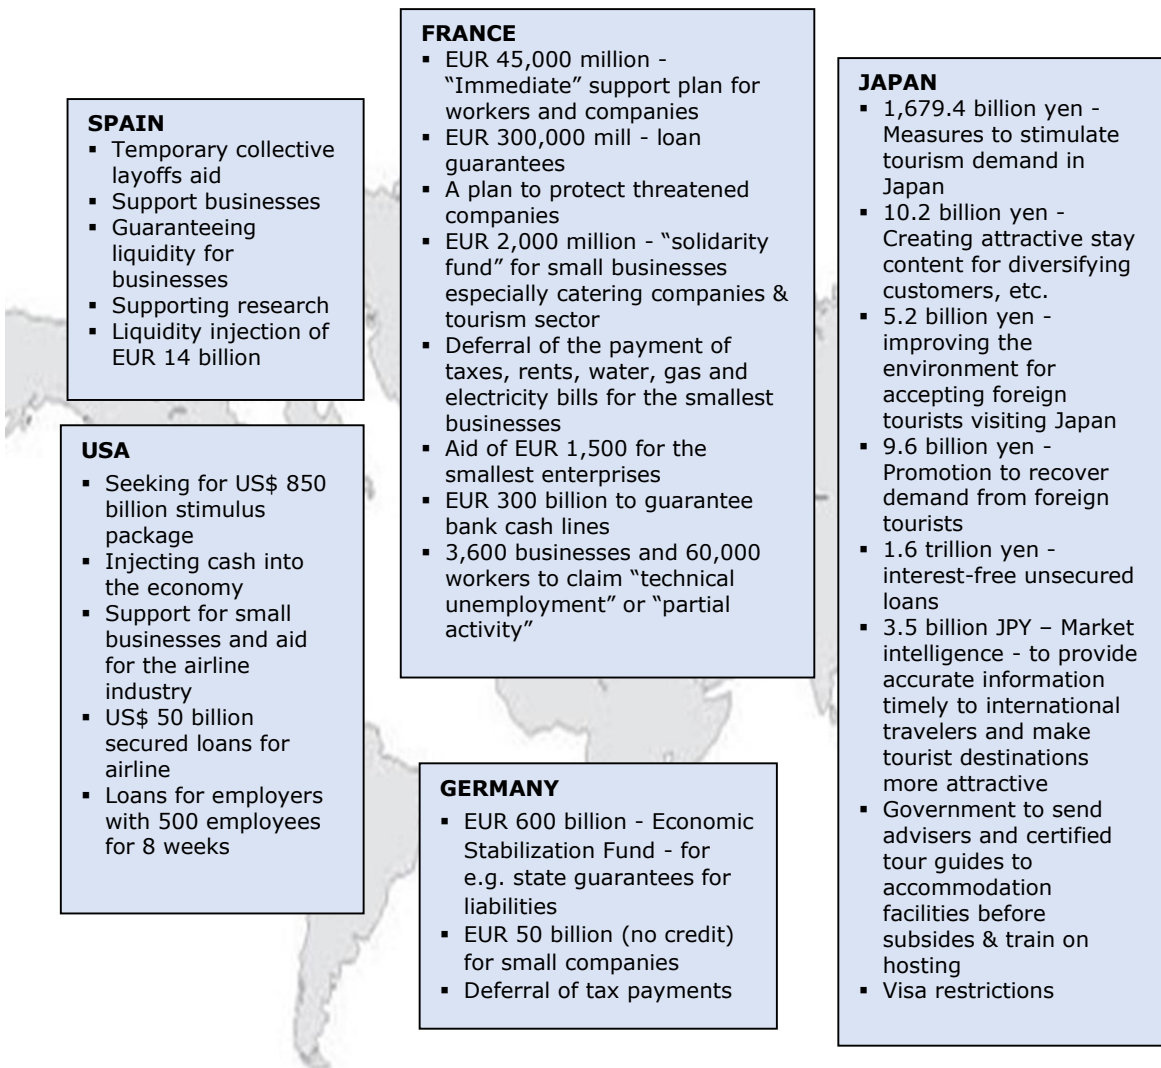 SPAIN
▪ Temporary collective
layoffs aid
▪ Support businesses
▪ Guaranteeing
liquidity for
businesses
▪ Supporting research
▪ Liquidity injection of
EUR 14 billion
USA
▪ Seeking for US$ 850
billion stimulus
package
▪ Injecting cash into
the economy
▪ Support for small
businesses and aid
for the airline
industry
▪ US$ 50 billion
secured loans for
airline
▪ Loans for employers
with 500 employees
for 8 weeks
FRANCE
▪ EUR 45,000 million -
“Immediate” support plan for
workers and companies
▪ EUR 300,000 mill - loan
guarantees
▪ A plan to protect threatened
companies
▪ EUR 2,000 million - “solidarity
fund” for small businesses
especially catering companies &
tourism sector
▪ Deferral of the payment of
taxes, rents, water, gas and
electricity bills for the smallest
businesses
▪ Aid of EUR 1,500 for the
smallest enterprises
▪ EUR 300 billion to guarantee
bank cash lines
▪ 3,600 businesses and 60,000
workers to claim “technical
unemployment” or “partial
activity”
GERMANY
▪ EUR 600 billion - Economic
Stabilization Fund - for
e.g. state guarantees for
liabilities
▪ EUR 50 billion (no credit)
for small companies
▪ Deferral of tax payments
JAPAN
▪ 1,679.4 billion yen -
Measures to stimulate
tourism demand in
Japan
▪ 10.2 billion yen -
Creating attractive stay
content for diversifying
customers, etc.
▪ 5.2 billion yen -
improving the
environment for
accepting foreign
tourists visiting Japan
▪ 9.6 billion yen -
Promotion to recover
demand from foreign
tourists
▪ 1.6 trillion yen -
interest-free unsecured
loans
▪ 3.5 billion JPY – Market
intelligence - to provide
accurate information
timely to international
travelers and make
tourist destinations
more attractive
▪ Government to send
advisers and certified
tour guides to
accommodation
facilities before
subsides & train on
hosting
▪ Visa restrictions